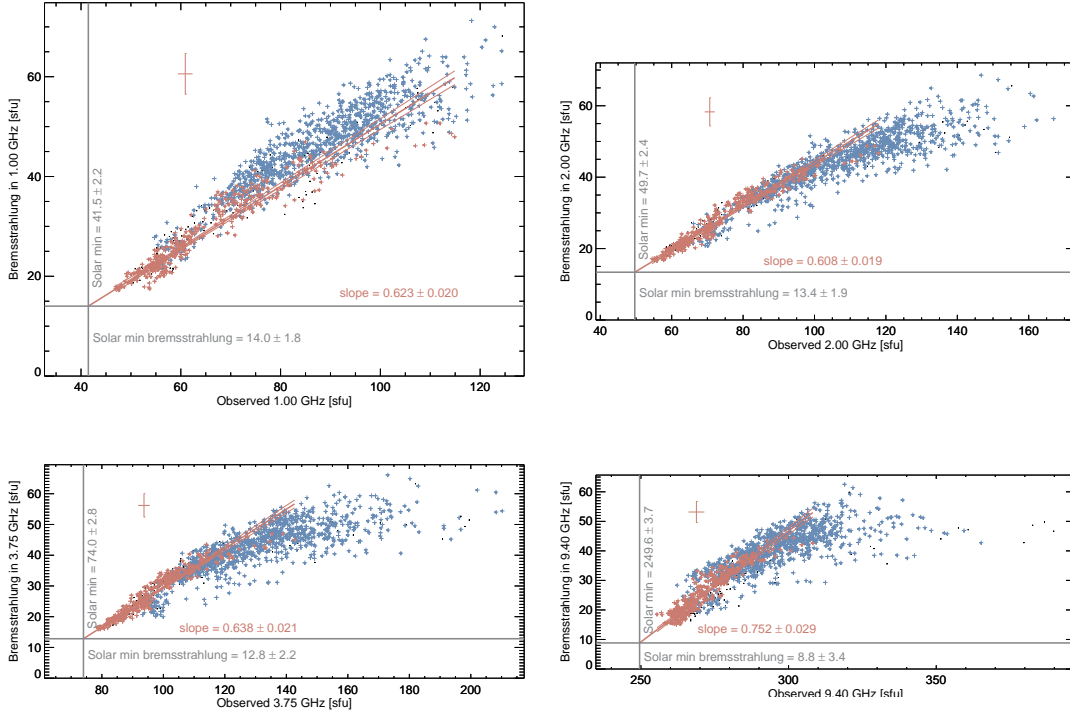 Bremsstrahlung in 1.00 GHz [sfu]
60
40
20
0
Solar min = 41.5 ± 2.2
slope = 0.623 ± 0.020
Solar min bremsstrahlung = 14.0 ± 1.8
40 60 80 100 120
Observed 1.00 GHz [sfu]
Bremsstrahlung in 2.00 GHz [sfu]
60
40
20
0
Solar min = 49.7 ± 2.4
slope = 0.608 ± 0.019
Solar min bremsstrahlung = 13.4 ± 1.9
40 60 80 100 120 140 160
Observed 2.00 GHz [sfu]
Bremsstrahlung in 3.75 GHz [sfu]
60
50
40
30
20
10
0
Solar min = 74.0 ± 2.8
slope = 0.638 ± 0.021
Solar min bremsstrahlung = 12.8 ± 2.2
80 100 120 140 160 180 200
Observed 3.75 GHz [sfu]
Bremsstrahlung in 9.40 GHz [sfu]
60
50
40
30
20
10
0
Solar min = 249.6 ± 3.7
slope = 0.752 ± 0.029
Solar min bremsstrahlung = 8.8 ± 3.4
250 300 350
Observed 9.40 GHz [sfu]